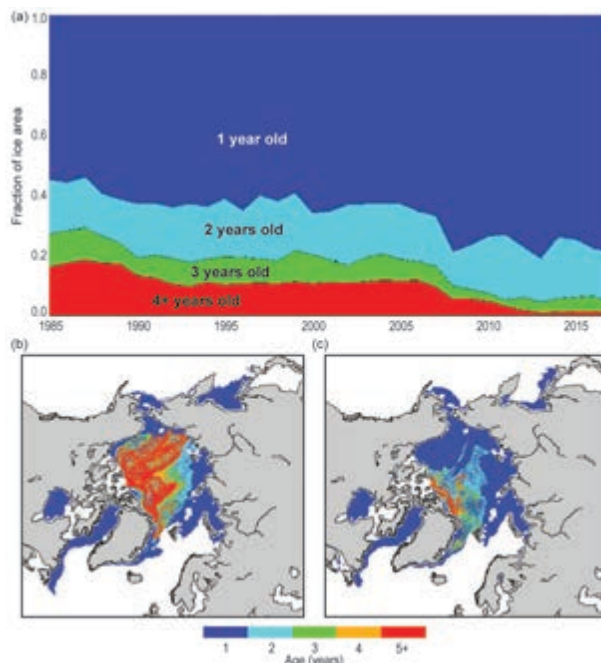 (a)
1.0
0.8
0.6
0.4
0.2
0.0
Fraction of ice area
1 year old
2 years old
3 years old
4+ years old
1985 1990 1995 2000 2005 2010 2015
(b) (c)
1 2 3 4 5+
Age (years)